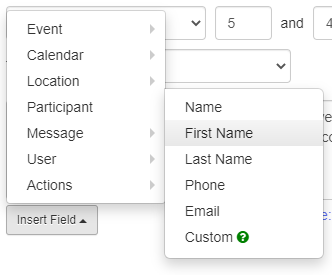 5 and 4
Event
Calendar
Location
Participant
Message
User
Actions
Name
First Name
Last Name
Phone
Email
Custom
Insert Field